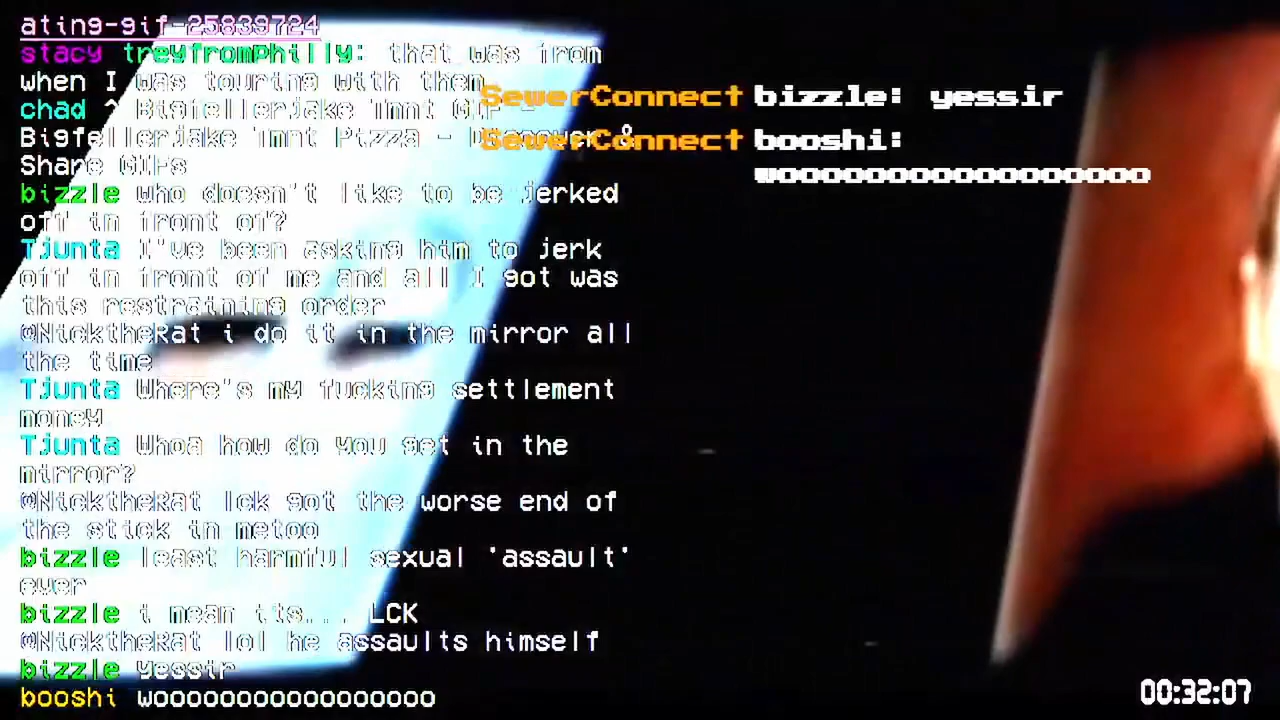 ating-gif-25839724
stacy treyfromphilly: that was from
when I was touring with them
chad ^ Bigfellerjake Tmnt GIF -
Bigfellerjake Tmnt Pizza - Discover &
Share GIFs
bizzle who doesn't like to be jerked
off in front of?
TJunta I've been asking him to jerk
off in front of me and all I got was
this restraining order
@NicktheRat i do it in the mirror all
the time
TJunta Where's my fucking settlement
money
TJunta Whoa how do you get in the
mirror?
@NicktheRat lck got the worse end of
the stick in metoo
bizzle least harmful sexual 'assault'
ever
bizzle i mean its... LCK
@NicktheRat lol he assaults himself
bizzle yessir
booshi wooooooooooooooooo
SewerConnect bizzle: yessir
SewerConnect booshi:
wooooooooooooooooo
00:32:07